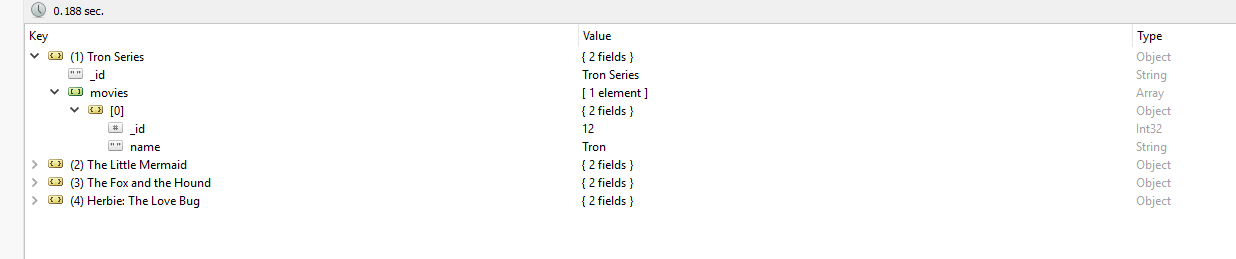 0.188 sec.
Key Value Type
(1) Tron Series { 2 fields } Object
" " _id Tron Series String
movies [ 1 element ] Array
[0] { 2 fields } Object
# _id 12 Int32
" " name Tron String
(2) The Little Mermaid { 2 fields } Object
(3) The Fox and the Hound { 2 fields } Object
(4) Herbie: The Love Bug { 2 fields } Object